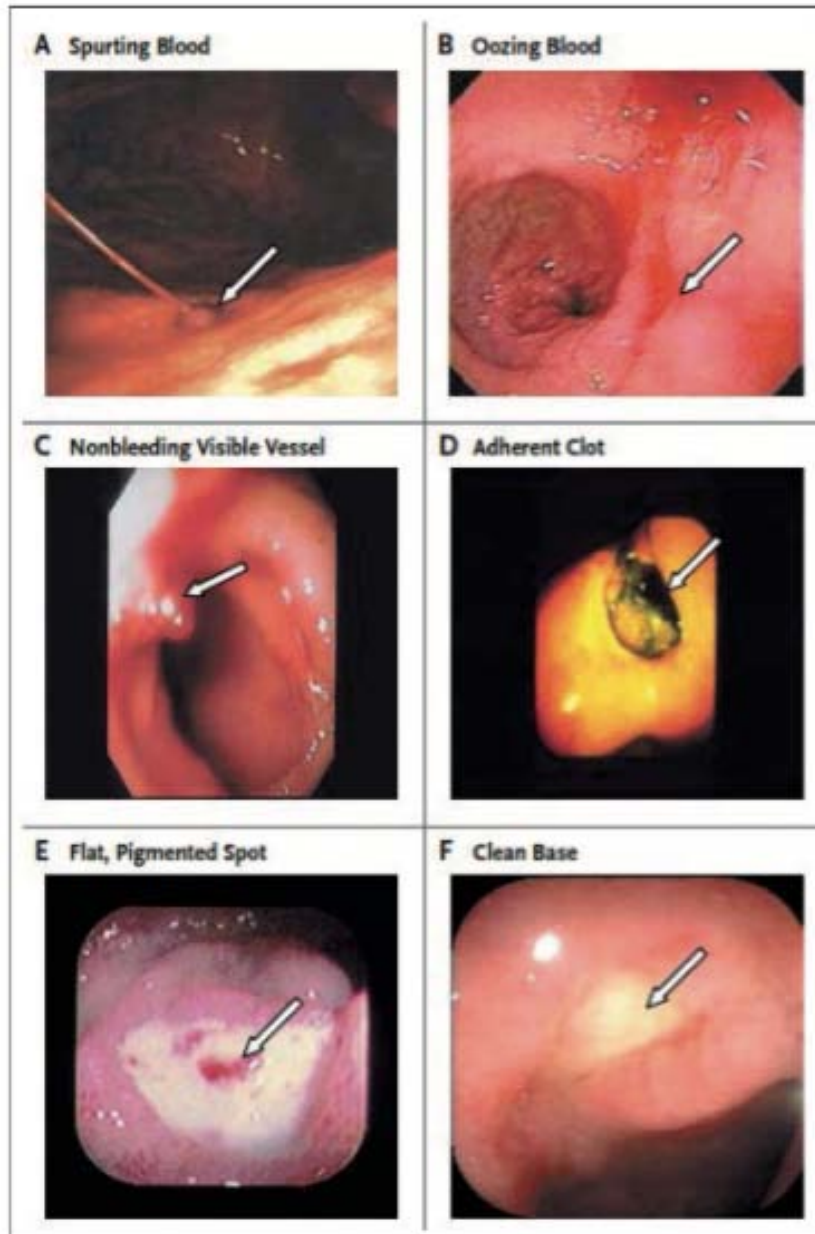 A Spurting Blood
B Oozing Blood
C Nonbleeding Visible Vessel
D Adherent Clot
E Flat, Pigmented Spot
F Clean Base